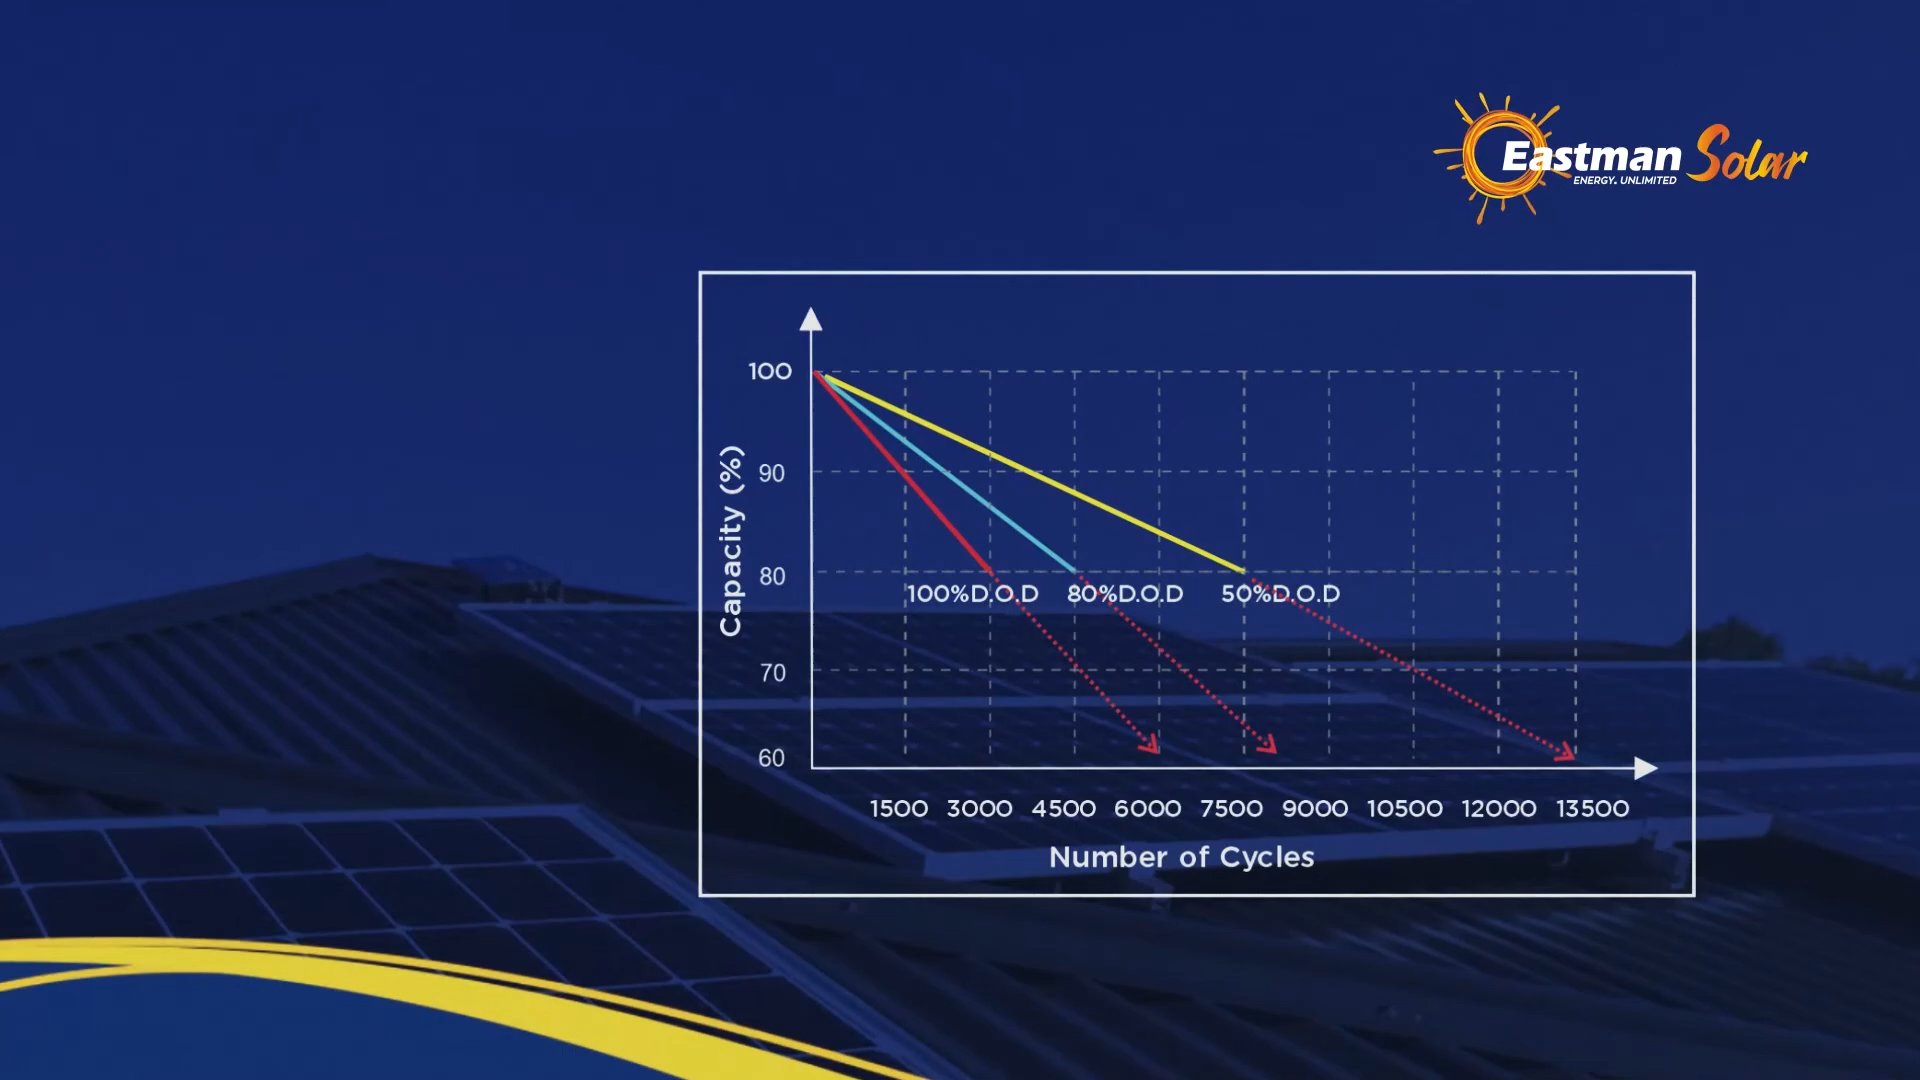 Eastman Solar
ENERGY. UNLIMITED
Capacity (%)
100
90
80
70
60
100%D.O.D 80%D.O.D 50%D.O.D
1500 3000 4500 6000 7500 9000 10500 12000 13500
Number of Cycles